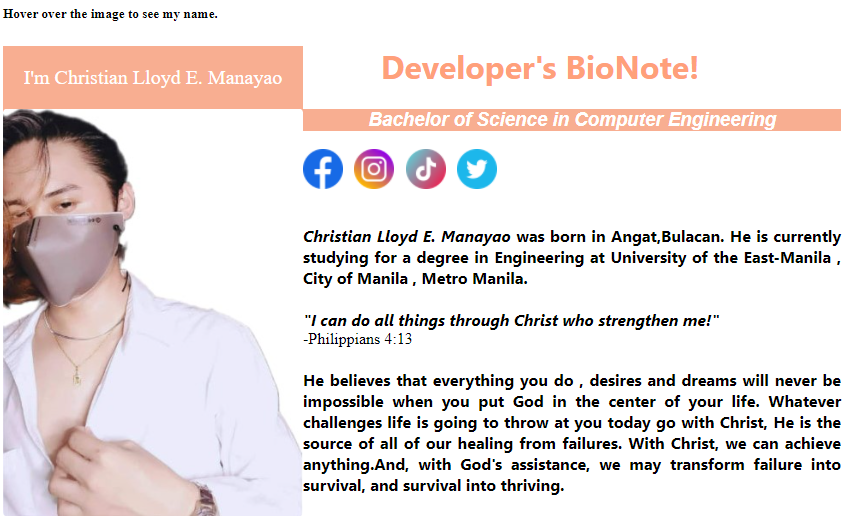 Hover over the image to see my name.
I'm Christian Lloyd E. Manayao
Developer's BioNote!
Bachelor of Science in Computer Engineering
Christian Lloyd E. Manayao was born in Angat,Bulacan. He is currently
studying for a degree in Engineering at University of the East-Manila ,
City of Manila , Metro Manila.
"I can do all things through Christ who strengthen me!"
-Philippians 4:13
He believes that everything you do , desires and dreams will never be
impossible when you put God in the center of your life. Whatever
challenges life is going to throw at you today go with Christ, He is the
source of all of our healing from failures. With Christ, we can achieve
anything.And, with God's assistance, we may transform failure into
survival, and survival into thriving.